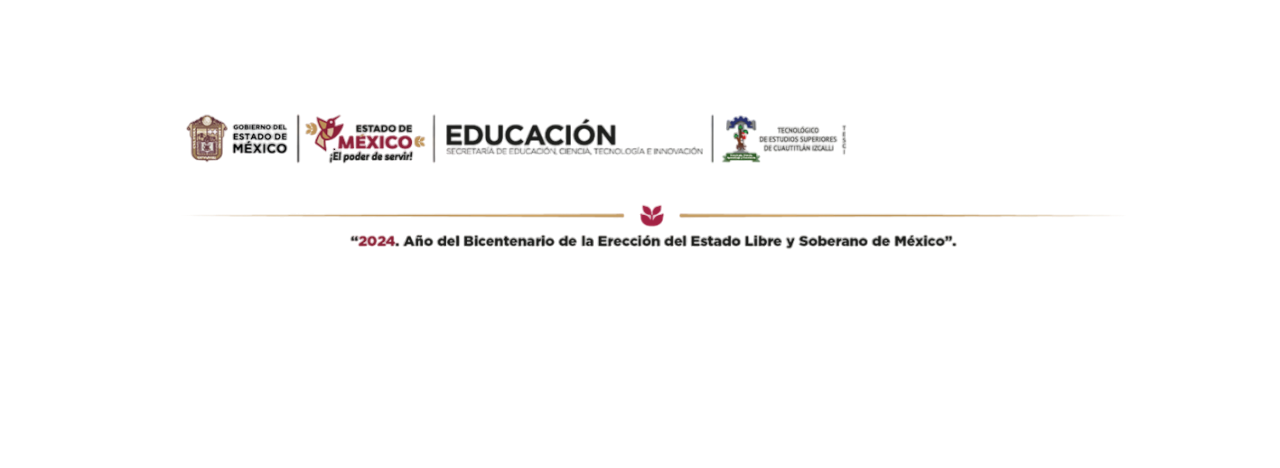 GOBIERNO DEL
ESTADO DE
MÉXICO
ESTADO DE
MÉXICO
¡El poder de servir!
EDUCACIÓN
SECRETARÍA DE EDUCACIÓN, CIENCIA, TECNOLOGÍA E INNOVACIÓN
TECNOLÓGICO
DE ESTUDIOS SUPERIORES
DE CUAUTITLÁN IZCALLI
TESCI
“2024. Año del Bicentenario de la Erección del Estado Libre y Soberano de México”.